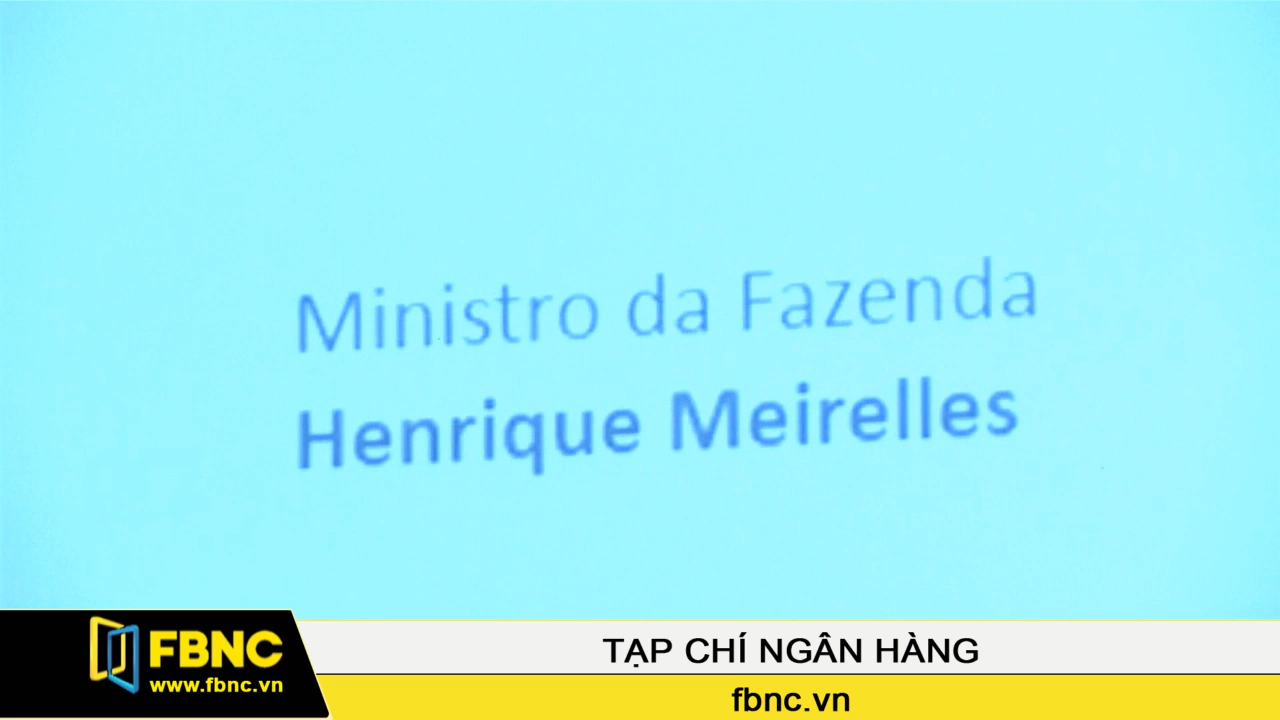 Ministro da Fazenda
Henrique Meirelles
FBNC
www.fbnc.vn
TẠP CHÍ NGÂN HÀNG
fbnc.vn